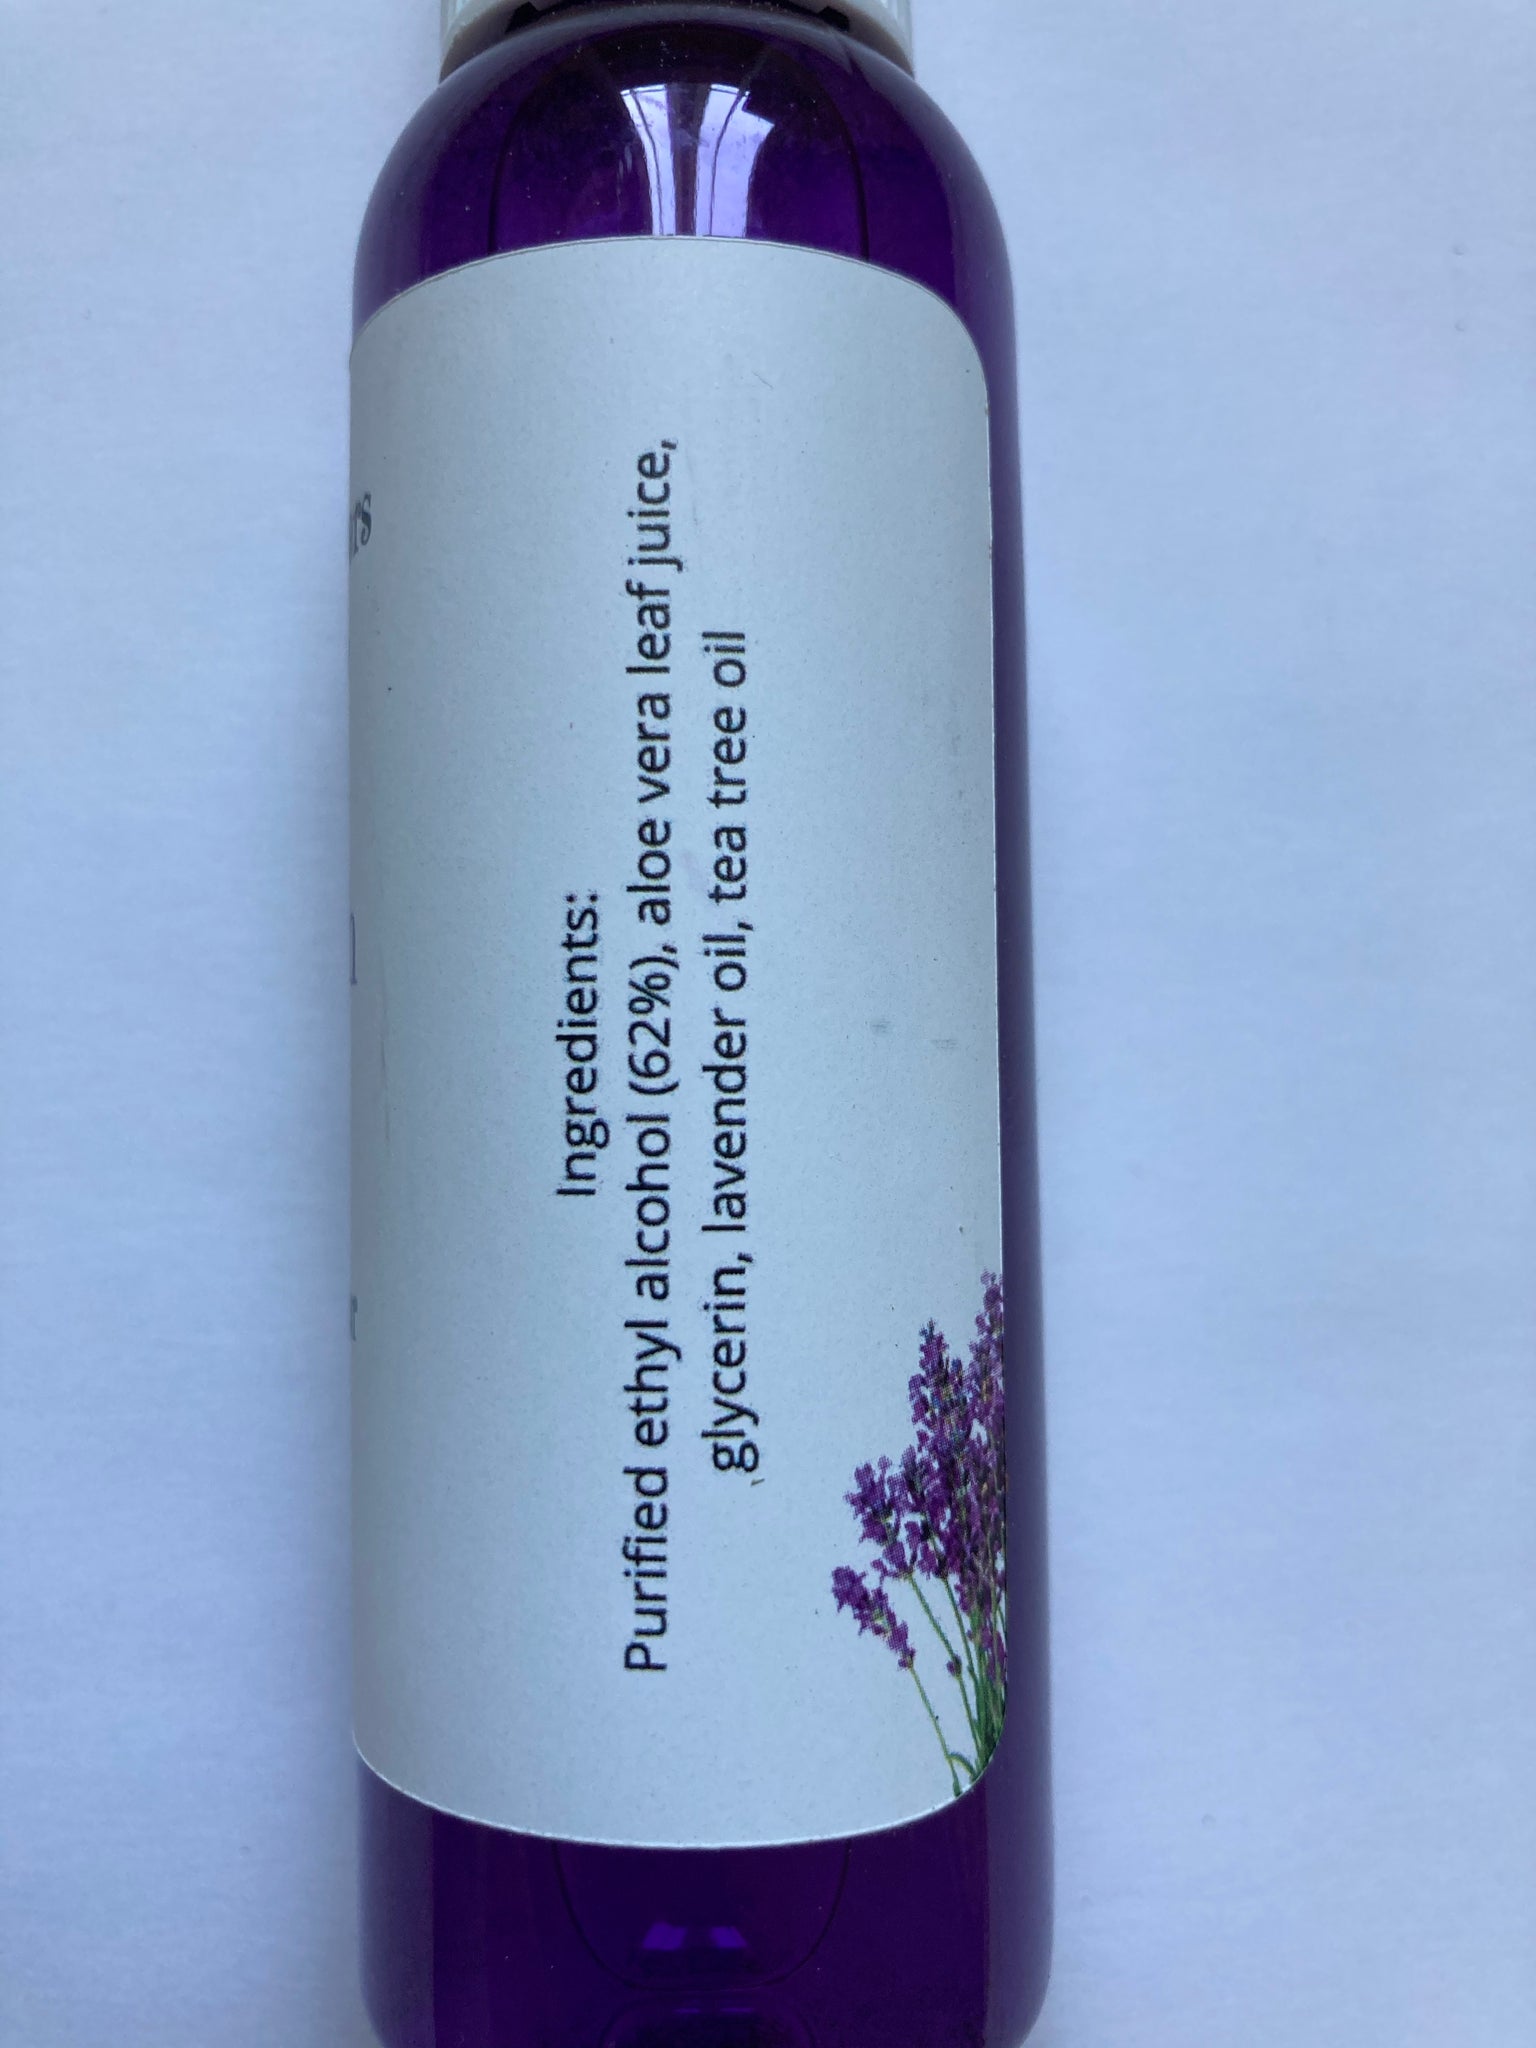 Ingredients:
Purified ethyl alcohol (62%), aloe vera leaf juice,
glycerin, lavender oil, tea tree oil